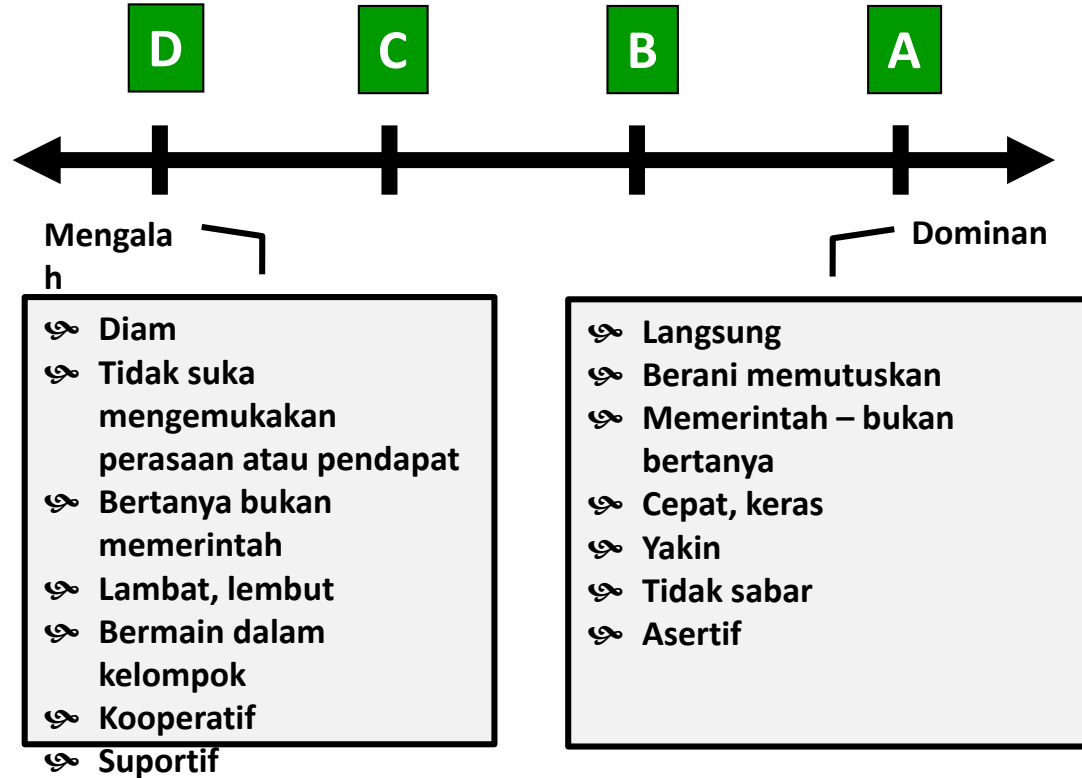 D
C
B
A
Mengala
h
Dominan
Diam
Tidak suka
mengemukakan
perasaan atau pendapat
Bertanya bukan
memerintah
Lambat, lembut
Bermain dalam
kelompok
Kooperatif
Suportif
Langsung
Berani memutuskan
Memerintah – bukan
bertanya
Cepat, keras
Yakin
Tidak sabar
Asertif